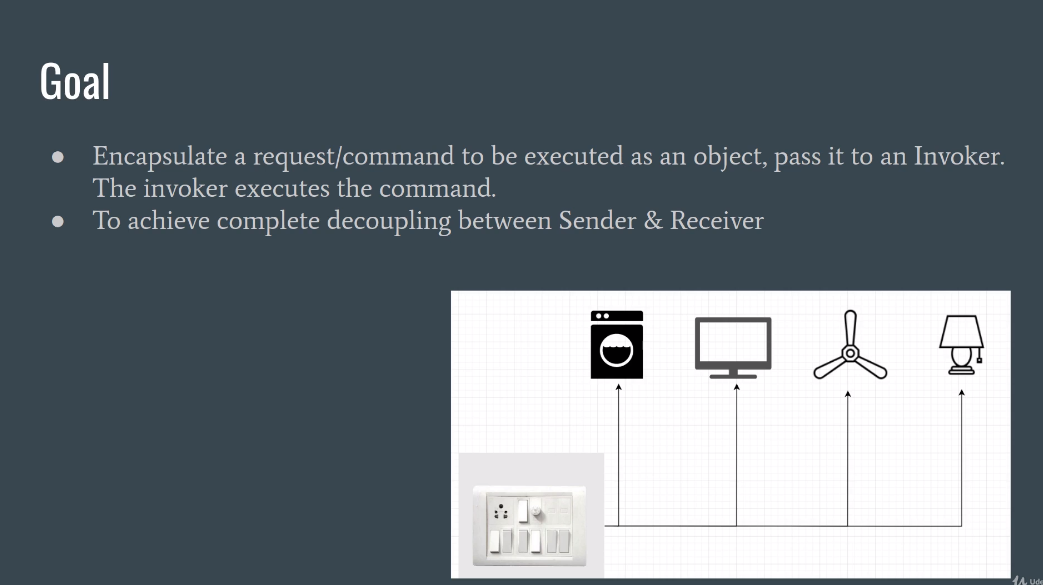 Goal
● Encapsulate a request/command to be executed as an object, pass it to an Invoker.
The invoker executes the command.
● To achieve complete decoupling between Sender & Receiver